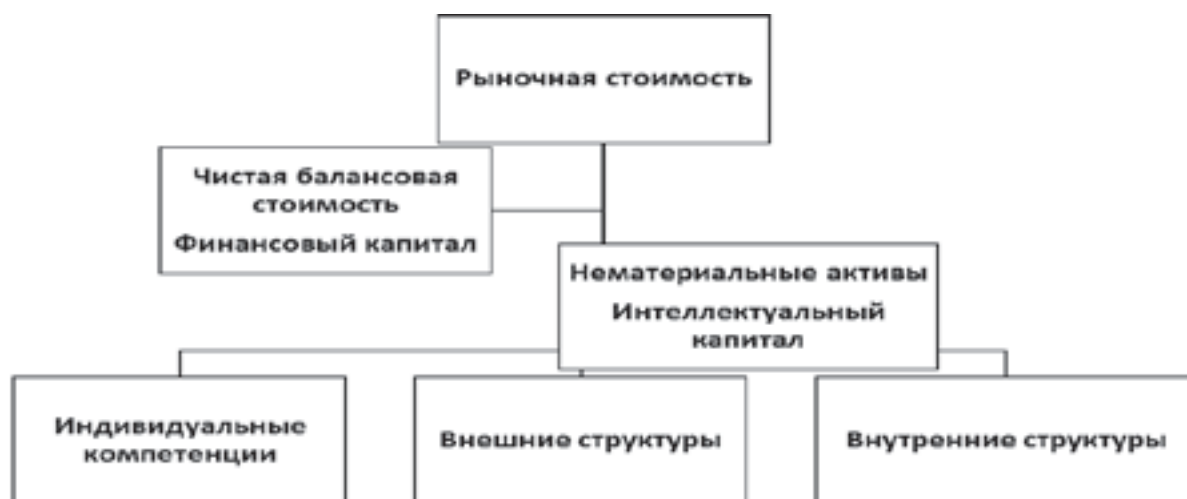 Рыночная стоимость
Чистая балансовая
стоимость
Финансовый капитал
Нематериальные активы
Интеллектуальный
капитал
Индивидуальные
компетенции
Внешние структуры
Внутренние структуры